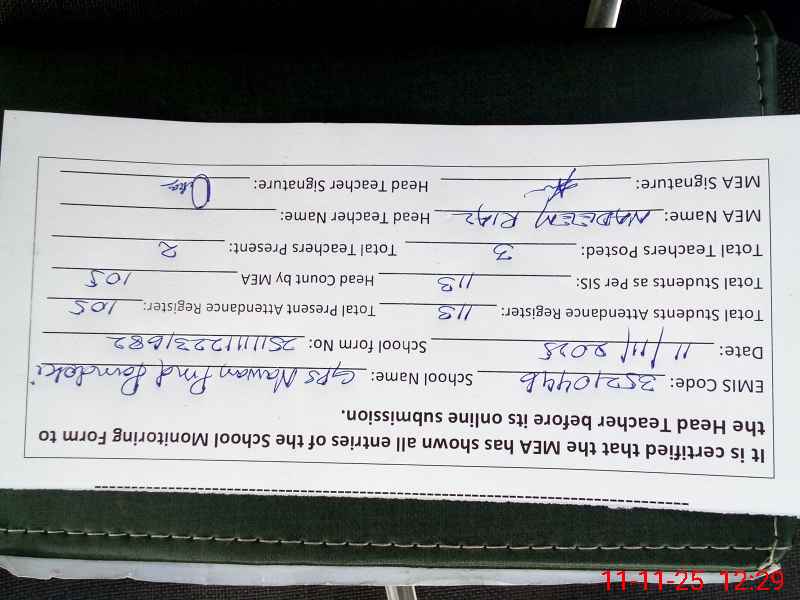 It is certified that the MEA has shown all entries of the School Monitoring Form to
the Head Teacher before its online submission.
EMIS Code: 35210446 School Name: GPS Nawan Pind
Date: 11/11/2025 School form No: 2511112231682
Total Students Attendance Register: 113 Total Present Attendance Register: 105
Total Students as Per SIS: 113 Head Count by MEA 105
Total Teachers Posted: 3 Total Teachers Present: 2
MEA Name: NADEEM RIAZ Head Teacher Name:
MEA Signature: Head Teacher Signature:
11-11-25 12:29